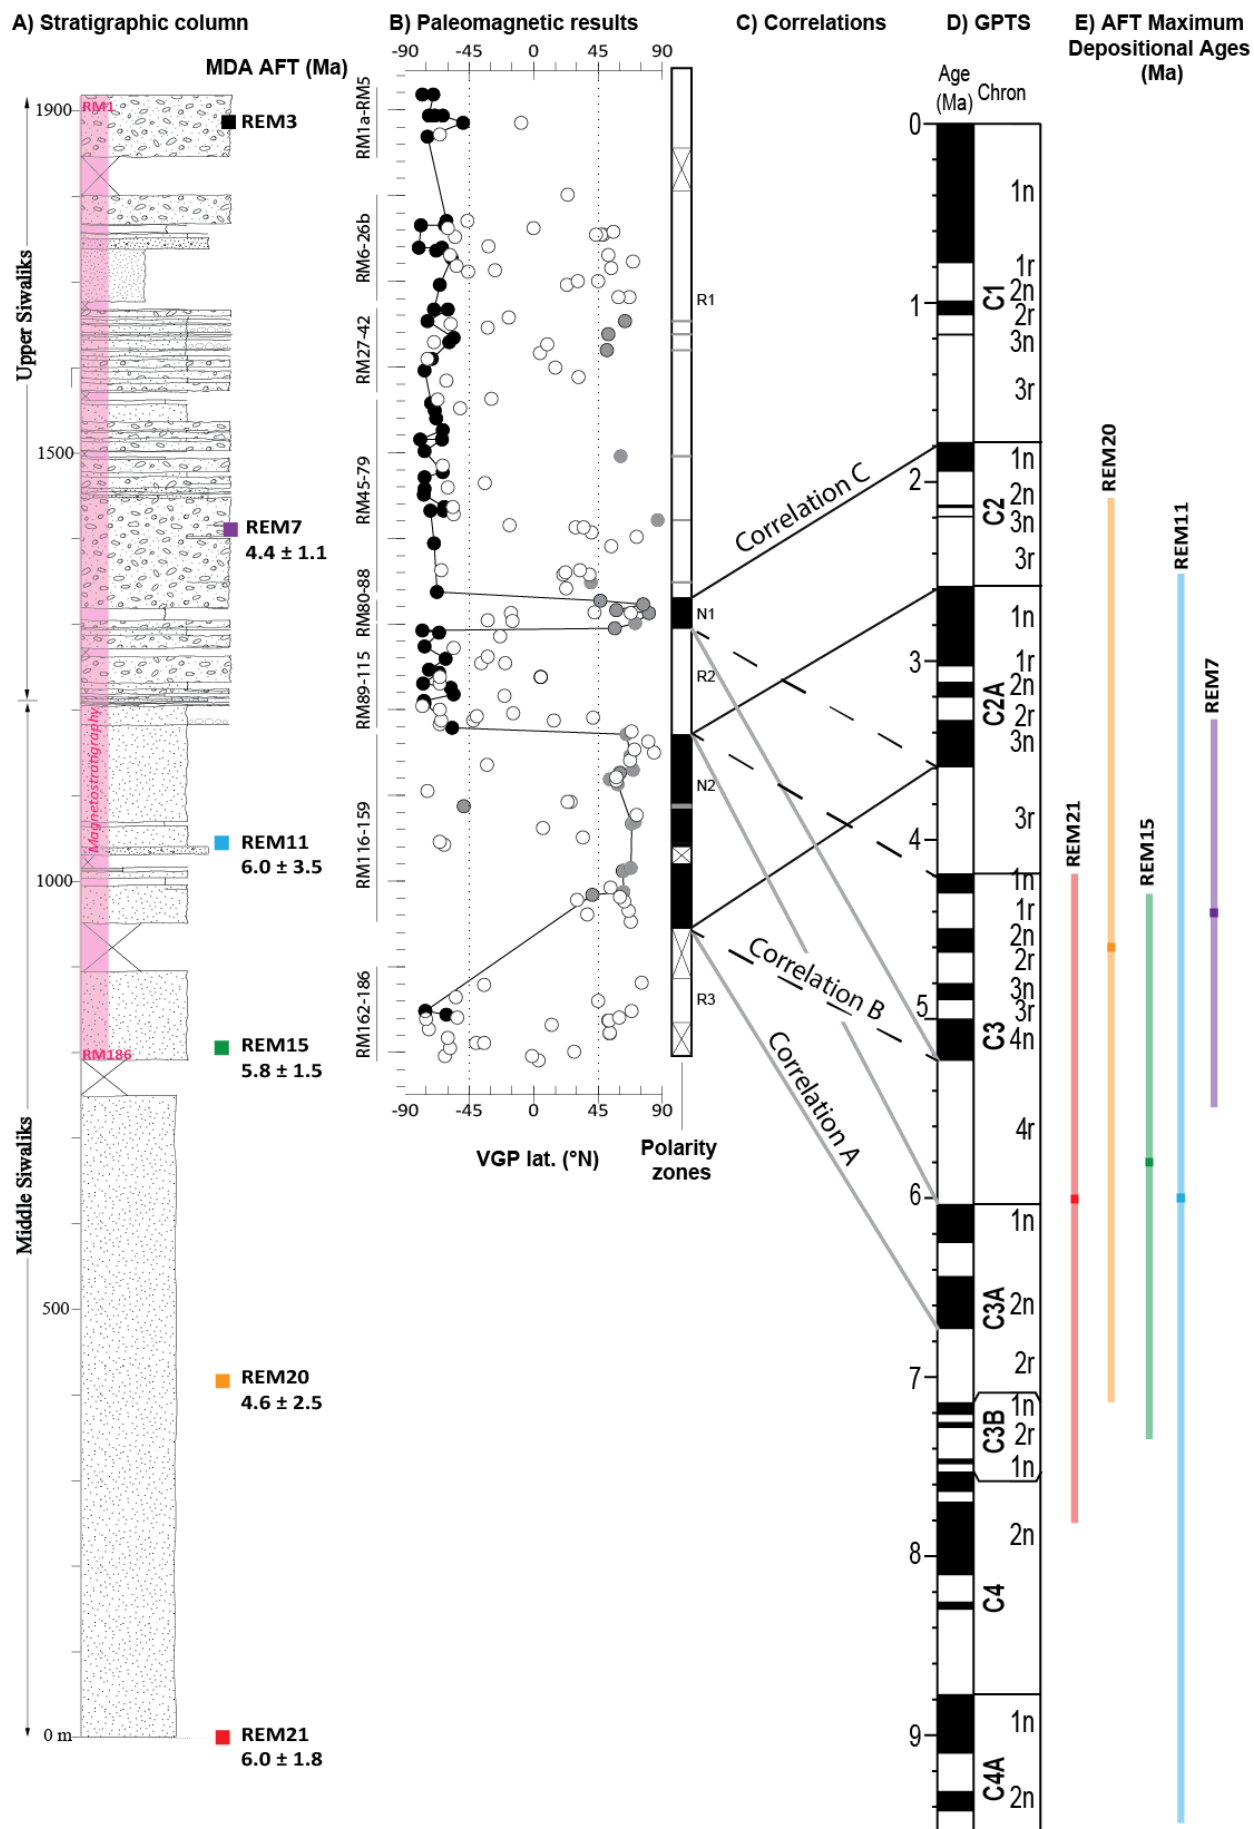 A) Stratigraphic column
B) Paleomagnetic results
C) Correlations
D) GPTS
E) AFT Maximum
Depositional Ages
(Ma)
MDA AFT (Ma)
-90 -45 0 45 90
Age
(Ma)
Chron
1900
1500
1000
500
0 m
Upper Siwaliks
Middle Siwaliks
RM1
Magnetostratigraphy
RM186
REM3
REM7
4.4 ± 1.1
REM11
6.0 ± 3.5
REM15
5.8 ± 1.5
REM20
4.6 ± 2.5
REM21
6.0 ± 1.8
RM1a-RM5
RM6-26b
RM27-42
RM45-79
RM80-88
RM89-115
RM116-159
RM162-186
-90 -45 0 45 90
VGP lat. (°N)
Polarity
zones
R1
N1
R2
N2
R3
Correlation C
Correlation B
Correlation A
0
1
2
3
4
5
6
7
8
9
C1
1n
1r
2n
2r
3n
3r
C2
1n
2n
3n
3r
C2A
1n
1r
2n
2r
3n
3r
C3
1n
1r
2n
2r
3n
3r
4n
4r
C3A
1n
2n
2r
C3B
1n
2r
1n
C4
2n
C4A
1n
2n
REM21
REM20
REM15
REM11
REM7